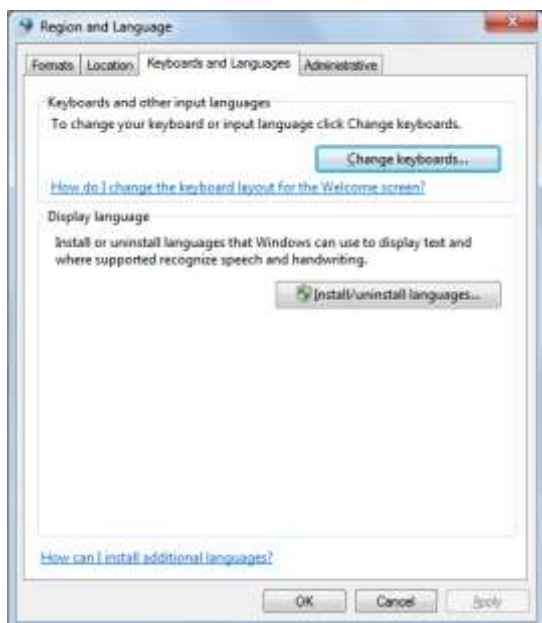 Region and Language
Formats Location Keyboards and Languages Administrative
Keyboards and other input languages
To change your keyboard or input language click Change keyboards.
Change keyboards...
How do I change the keyboard layout for the Welcome screen?
Display language
Install or uninstall languages that Windows can use to display text and
where supported recognize speech and handwriting.
Install/uninstall languages...
How can I install additional languages?
OK Cancel Apply